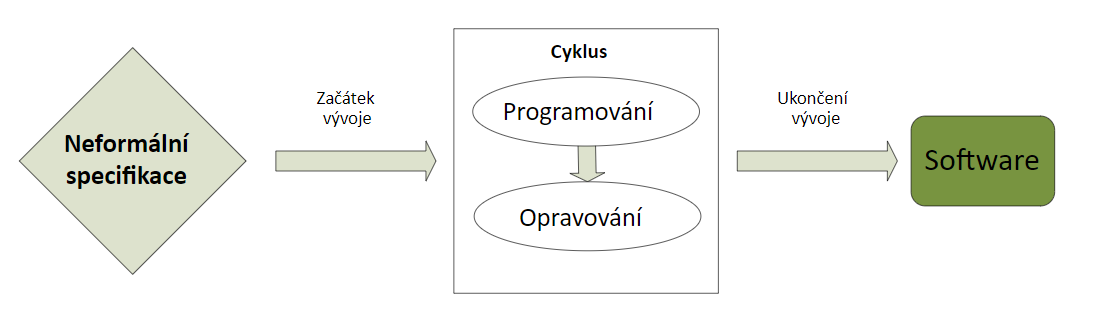 Neformální
specifikace
Začátek
vývoje
Cyklus
Programování
Opravování
Ukončení
vývoje
Software